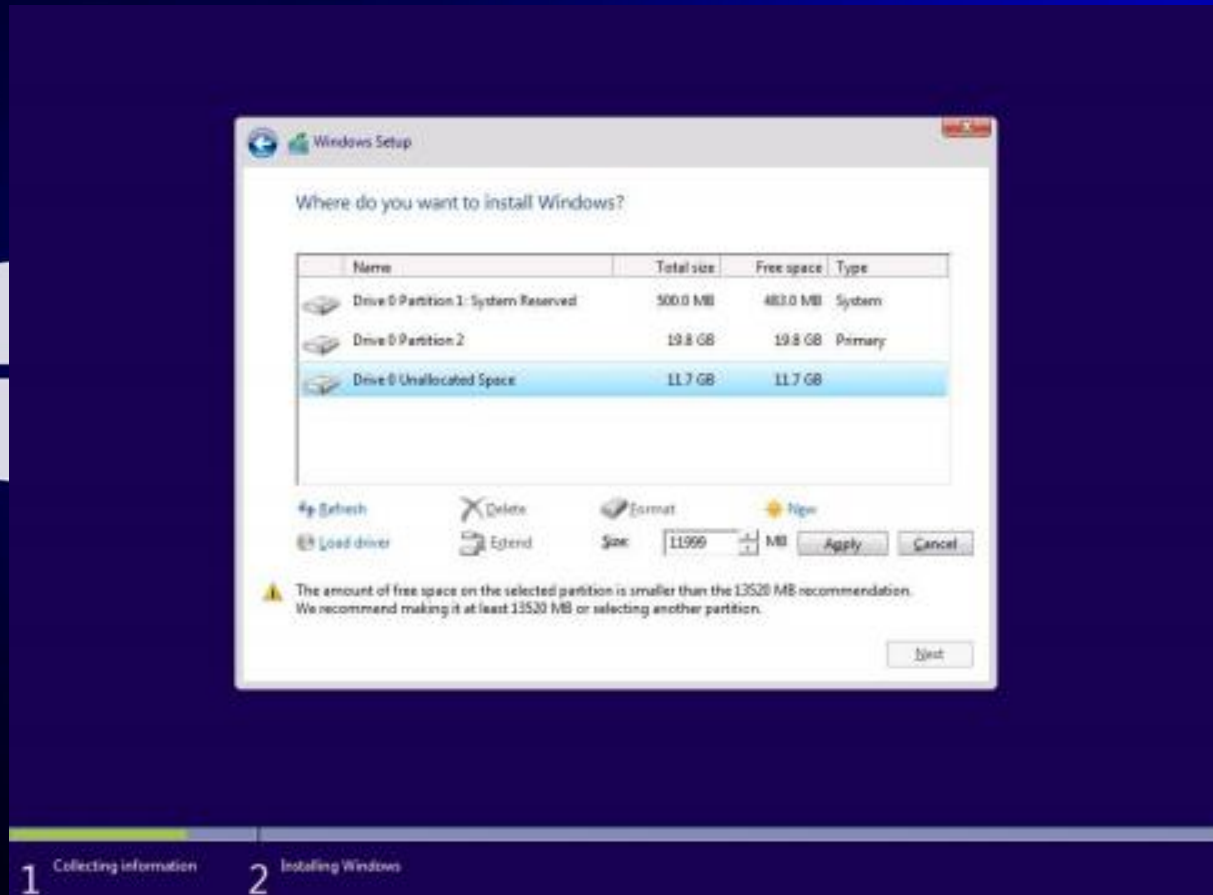 Windows Setup
Where do you want to install Windows?
Name Total size Free space Type
Drive 0 Partition 1: System Reserved 500.0 MB 483.0 MB System
Drive 0 Partition 2 19.8 GB 19.8 GB Primary
Drive 0 Unallocated Space 11.7 GB 11.7 GB
Refresh Delete Format New
Load driver Extend Size: 11999 MB Apply Cancel
The amount of free space on the selected partition is smaller than the 13520 MB recommendation.
We recommend making it at least 13520 MB or selecting another partition.
Next
1 Collecting information 2 Installing Windows